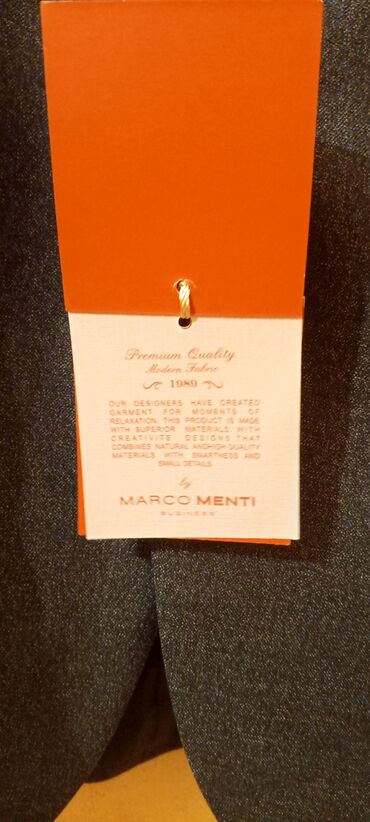 Premium Quality
Modern Fabric
1989
OUR DESIGNERS HAVE CREATED
GARMENT FOR MOMENTS OF
RELAXATION. THIS PRODUCT IS MADE
WITH SUPERIOR MATERIALS, WITH
CREATIVITE DESIGNS THAT
COMBINES NATURAL ANDHIGH QUALITY
MATERIALS WITH SMARTNESS AND
SMALL DETAILS
by
MARCO MENTI
BUSINESS